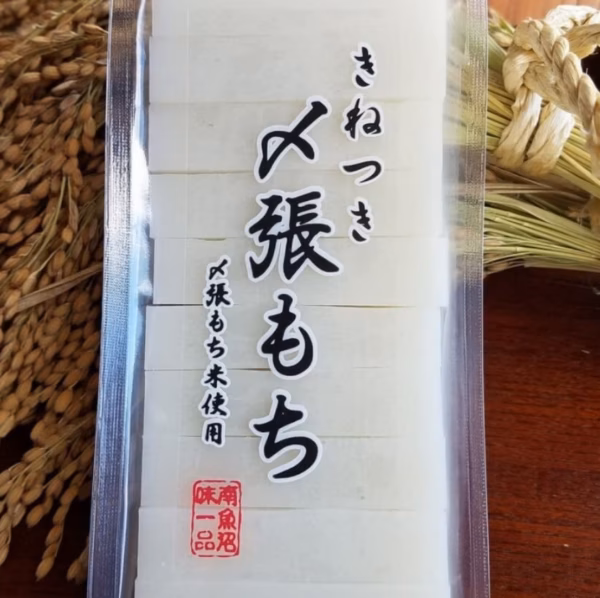 きねつき
〆張もち
〆張もち米使用
南魚沼
味一品